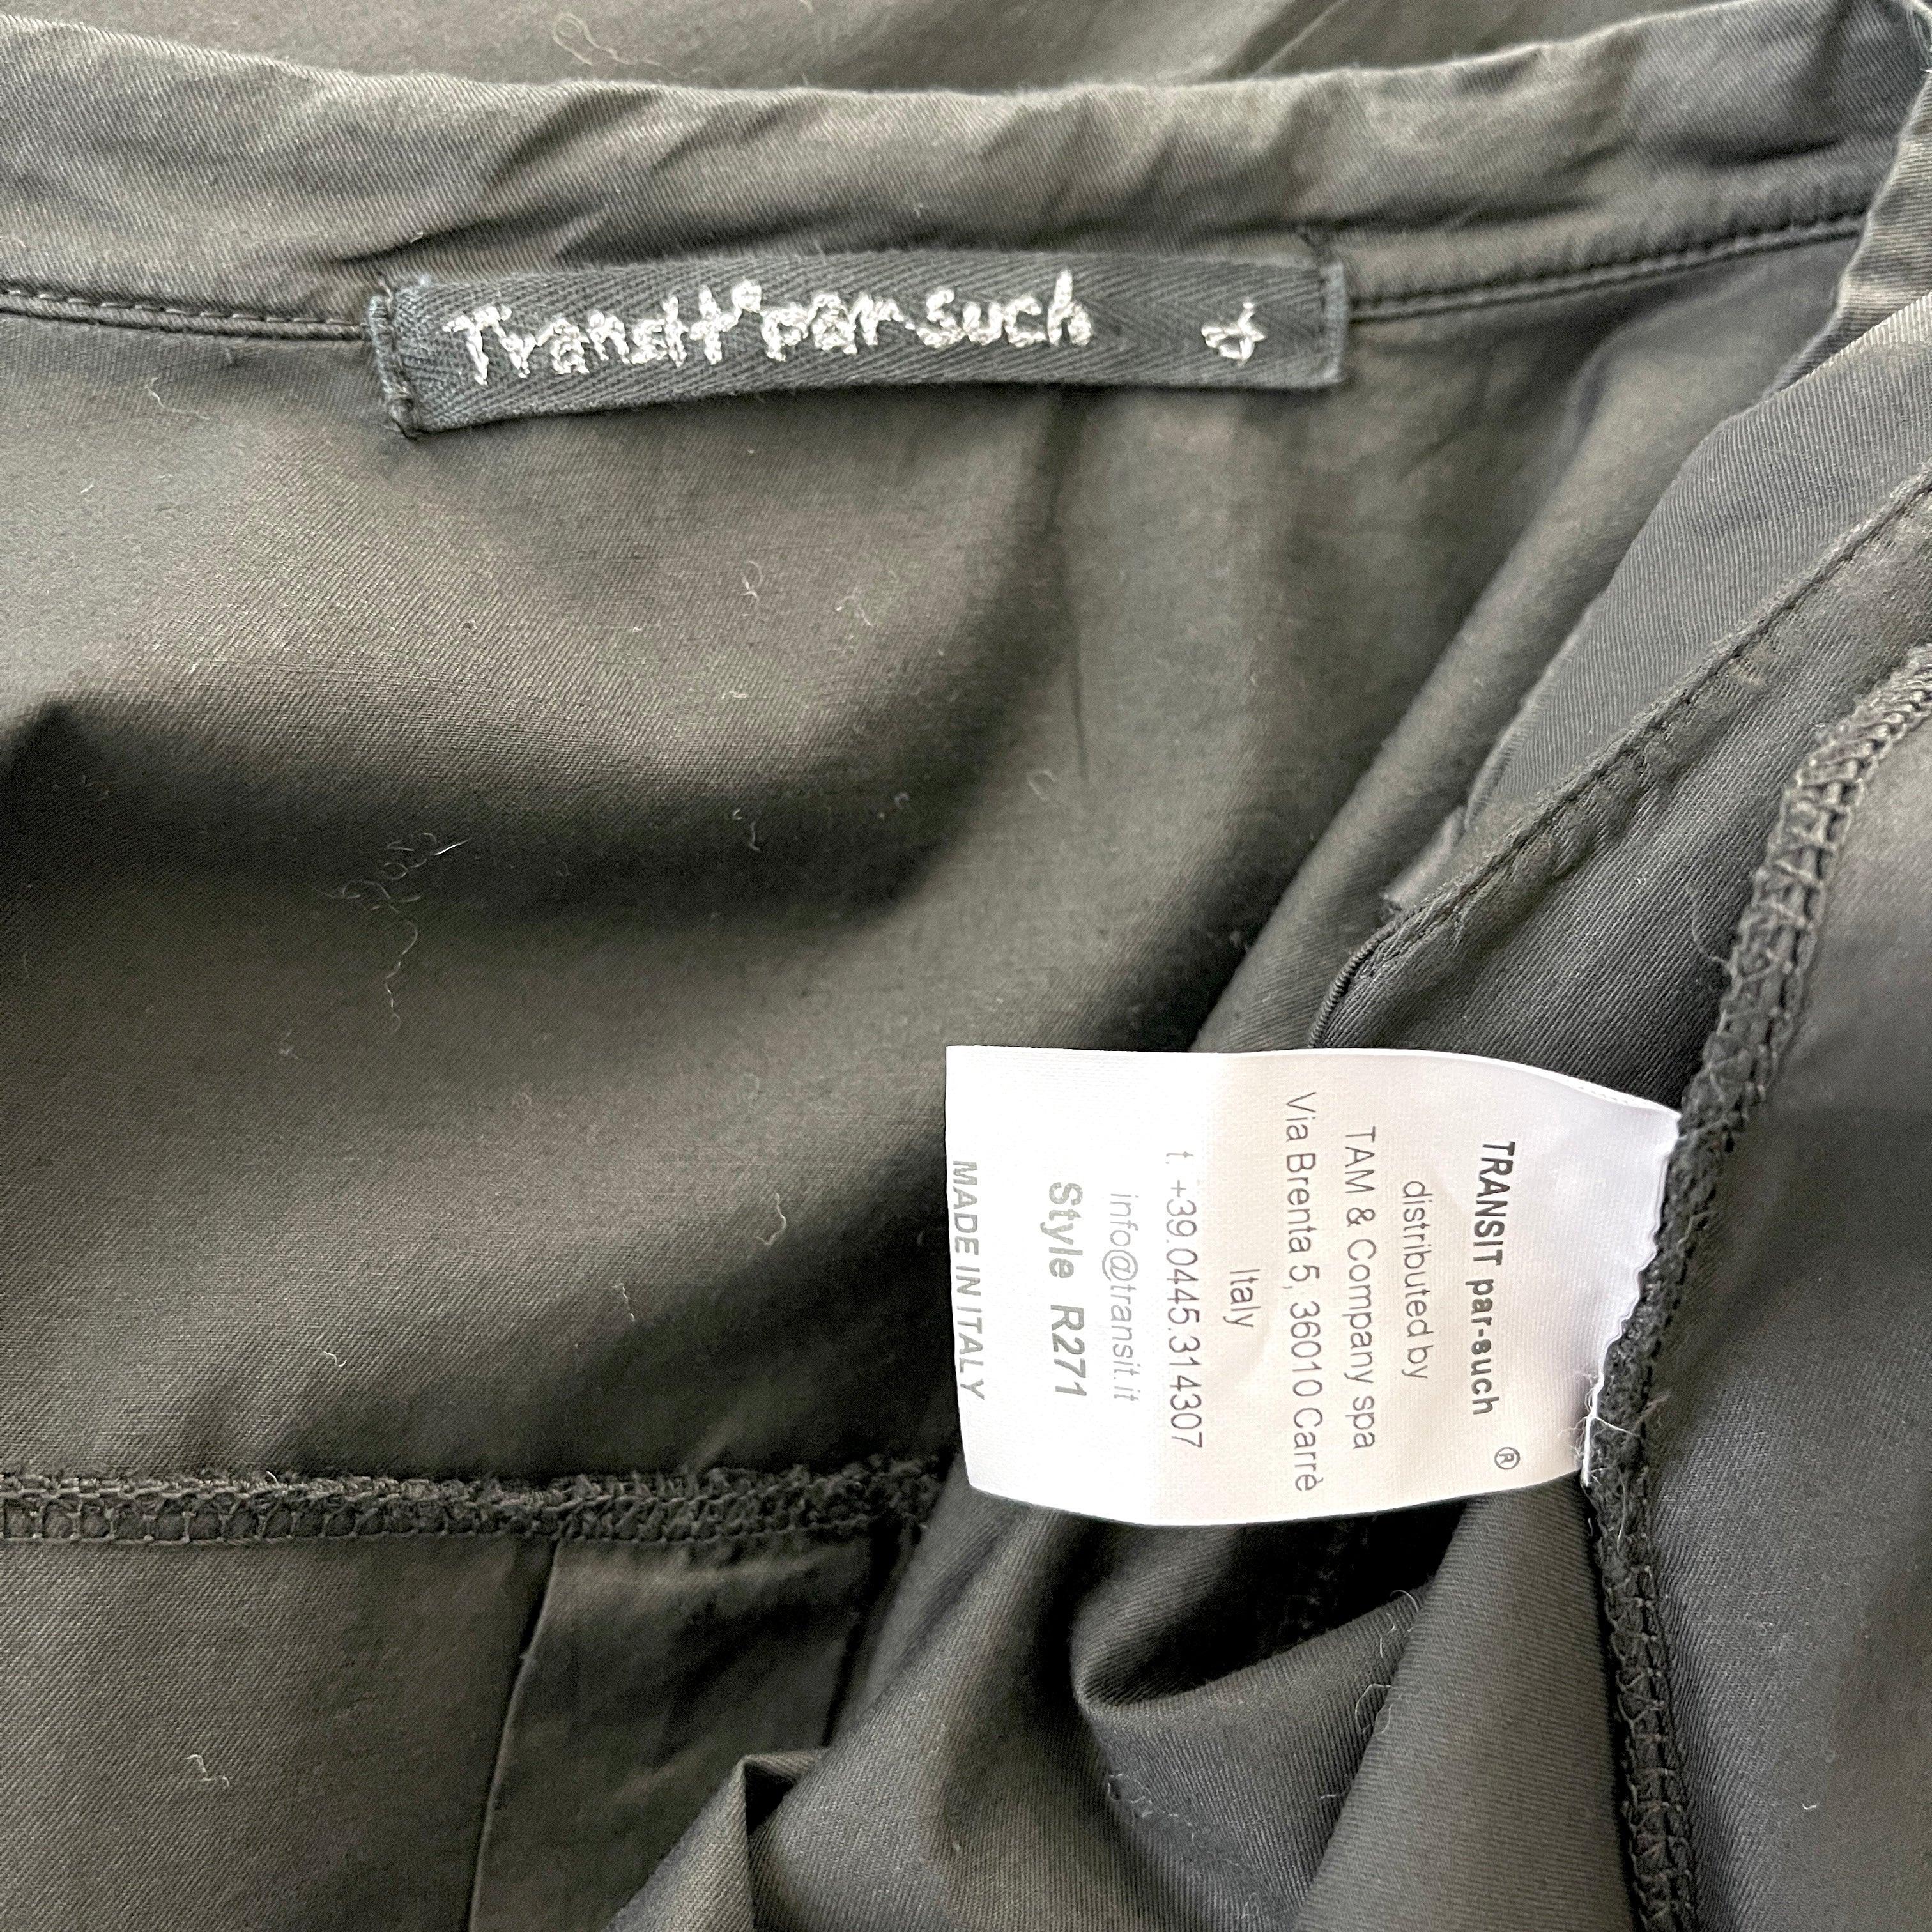 Transit par such 4
TRANSIT par-such ®
distributed by
TAM & Company spa
Via Brenta 5, 36010 Carrè
Italy
t. +39.0445.314307
info@transit.it
Style R271
MADE IN ITALY